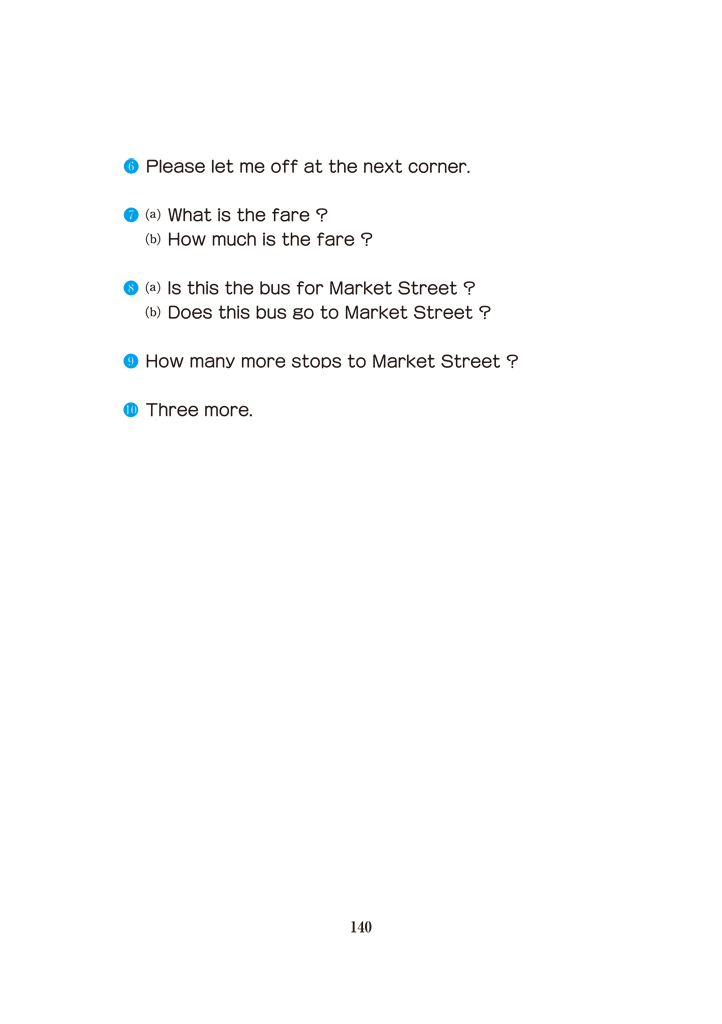 6 Please let me off at the next corner.
7 (a) What is the fare ?
(b) How much is the fare ?
8 (a) Is this the bus for Market Street ?
(b) Does this bus go to Market Street ?
9 How many more stops to Market Street ?
10 Three more.
140